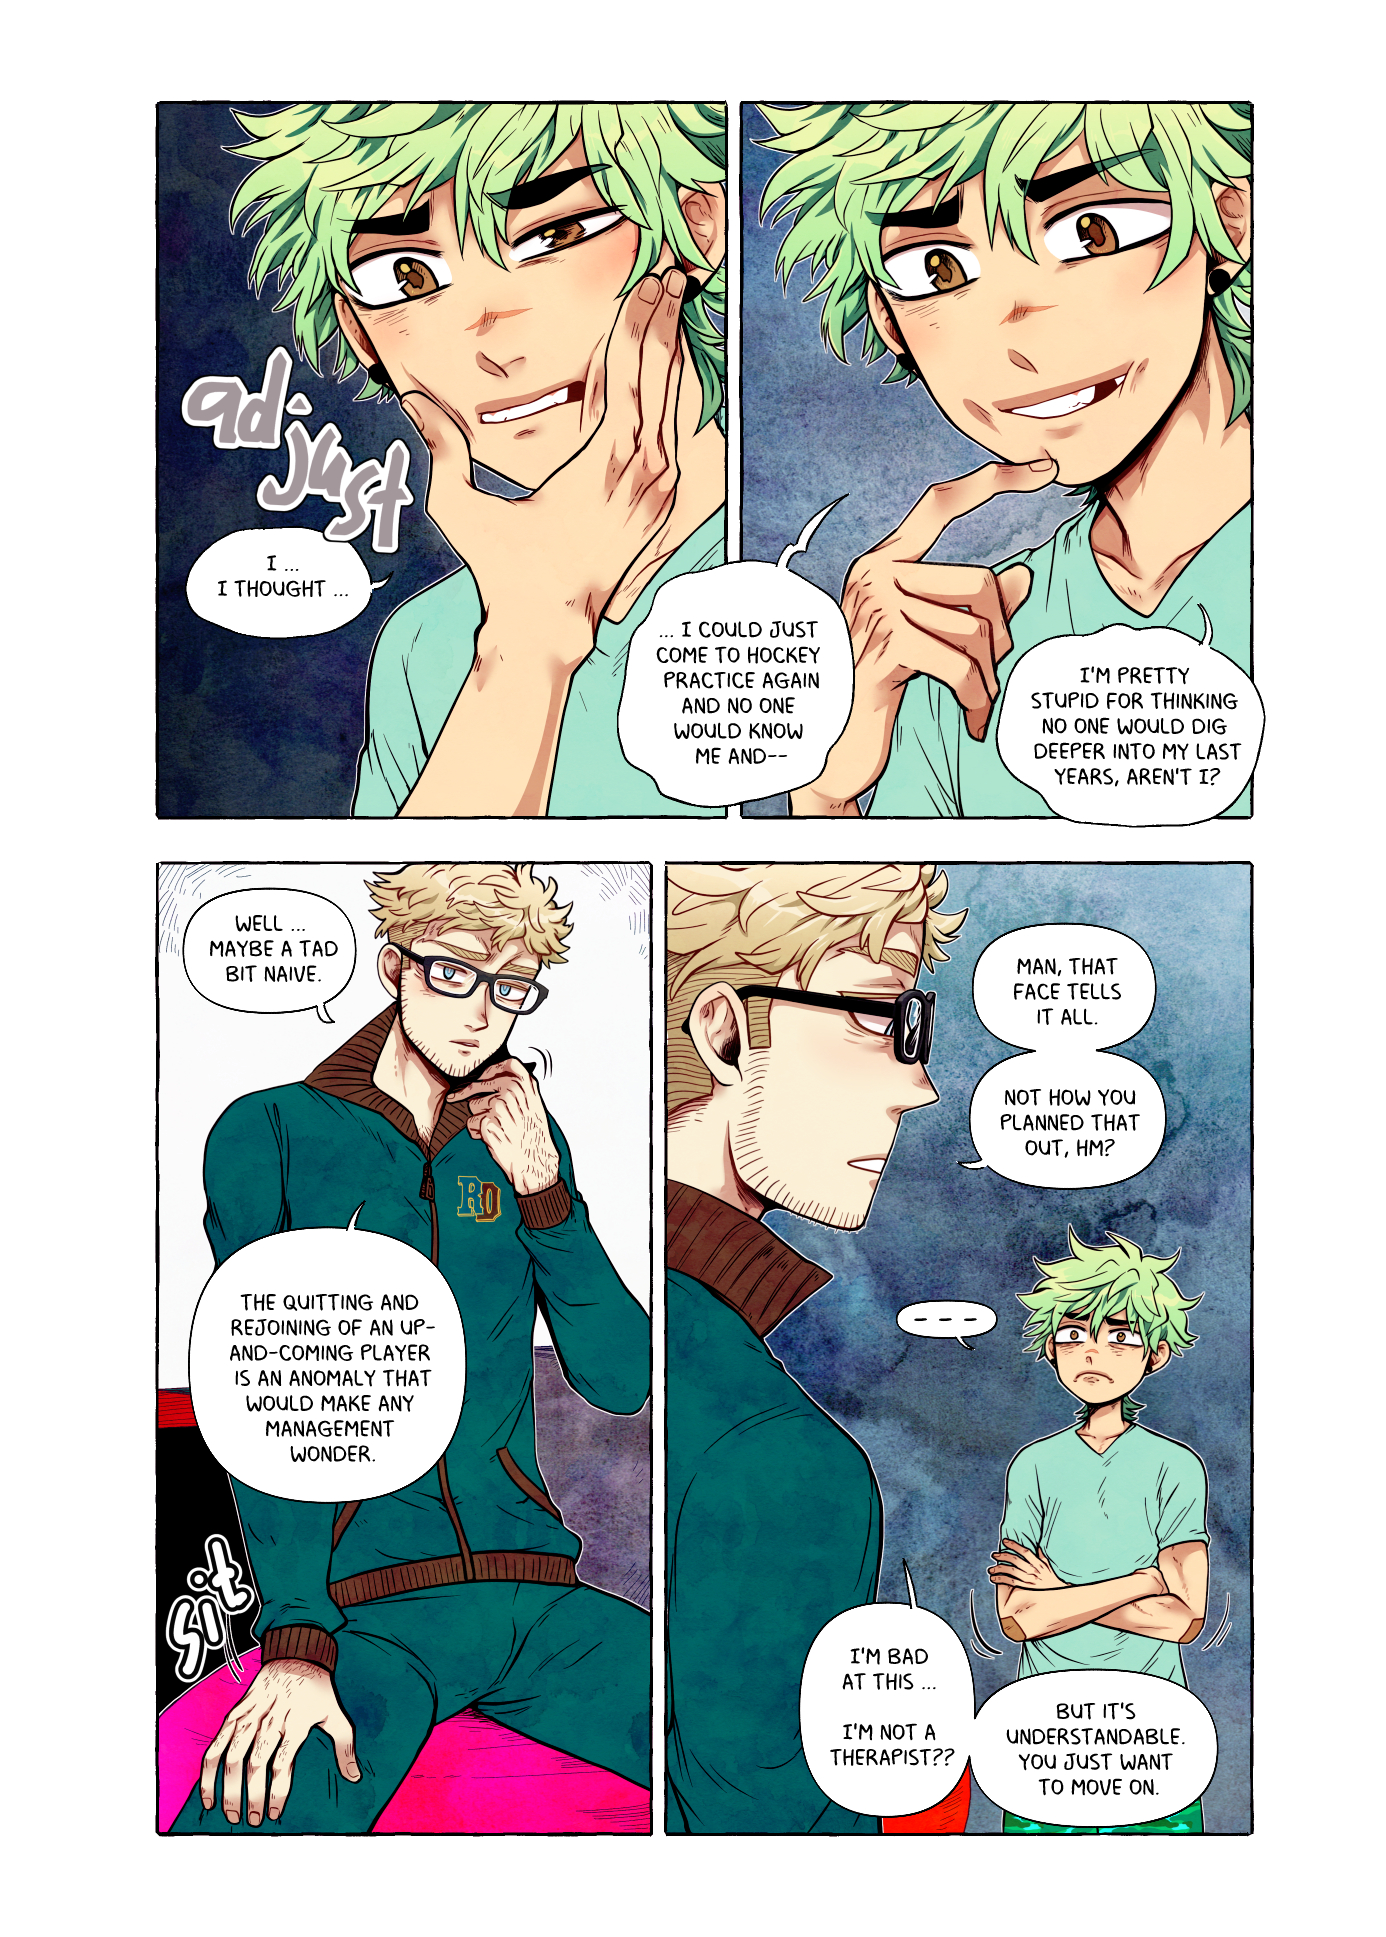 ad-
just
I ...
I THOUGHT ...
... I COULD JUST
COME TO HOCKEY
PRACTICE AGAIN
AND NO ONE
WOULD KNOW
ME AND--
I'M PRETTY
STUPID FOR THINKING
NO ONE WOULD DIG
DEEPER INTO MY LAST
YEARS, AREN'T I?
WELL ...
MAYBE A TAD
BIT NAIVE.
RD
THE QUITTING AND
REJOINING OF AN UP-
AND-COMING PLAYER
IS AN ANOMALY THAT
WOULD MAKE ANY
MANAGEMENT
WONDER.
sit
MAN, THAT
FACE TELLS
IT ALL.
NOT HOW YOU
PLANNED THAT
OUT, HM?
- - -
I'M BAD
AT THIS ...
I'M NOT A
THERAPIST??
BUT IT'S
UNDERSTANDABLE.
YOU JUST WANT
TO MOVE ON.